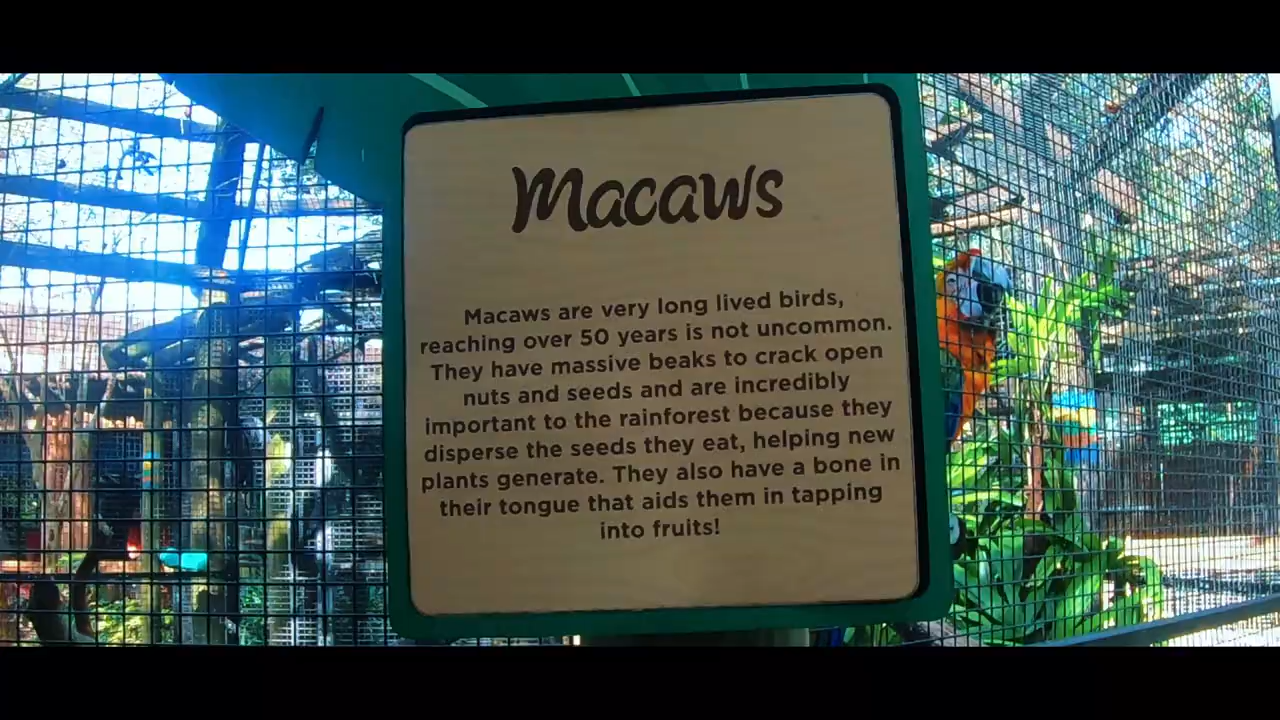 Macaws
Macaws are very long lived birds,
reaching over 50 years is not uncommon.
They have massive beaks to crack open
nuts and seeds and are incredibly
important to the rainforest because they
disperse the seeds they eat, helping new
plants generate. They also have a bone in
their tongue that aids them in tapping
into fruits!